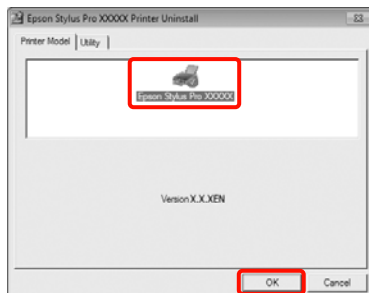 Epson Stylus Pro XXXXX Printer Uninstall
Printer Model Utility
Epson Stylus Pro XXXXX
Version X.X.XEN
OK Cancel